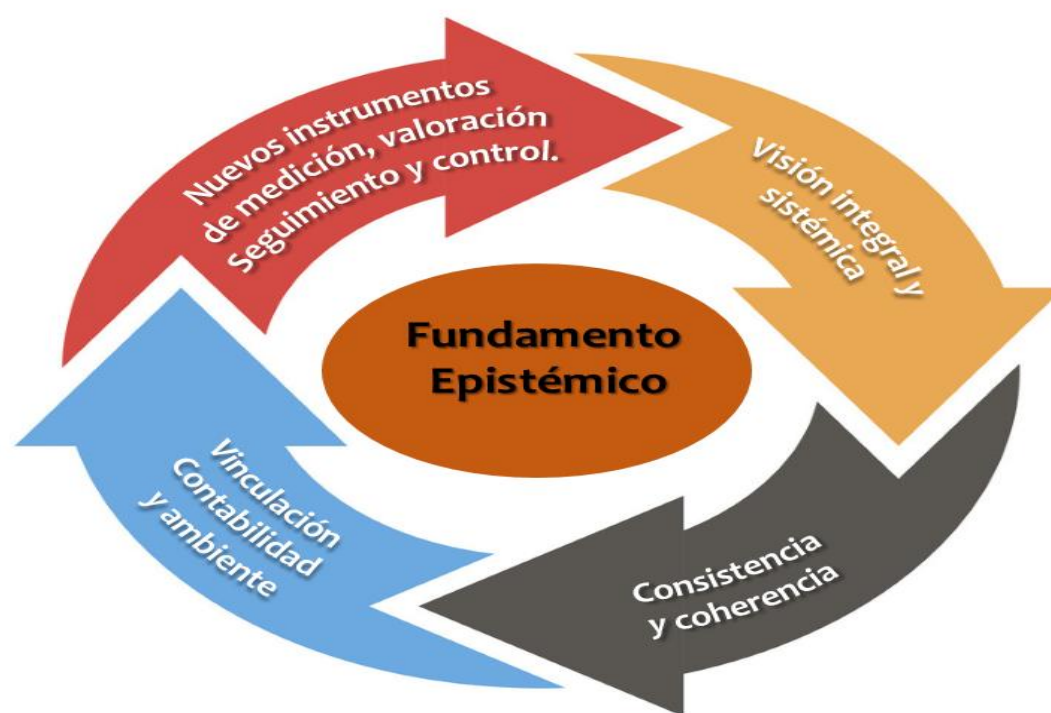 Nuevos instrumentos
de medición, valoración
Seguimiento y control.
Visión integral y
sistémica
Fundamento
Epistémico
Vinculación
Contabilidad
y ambiente
Consistencia
y coherencia